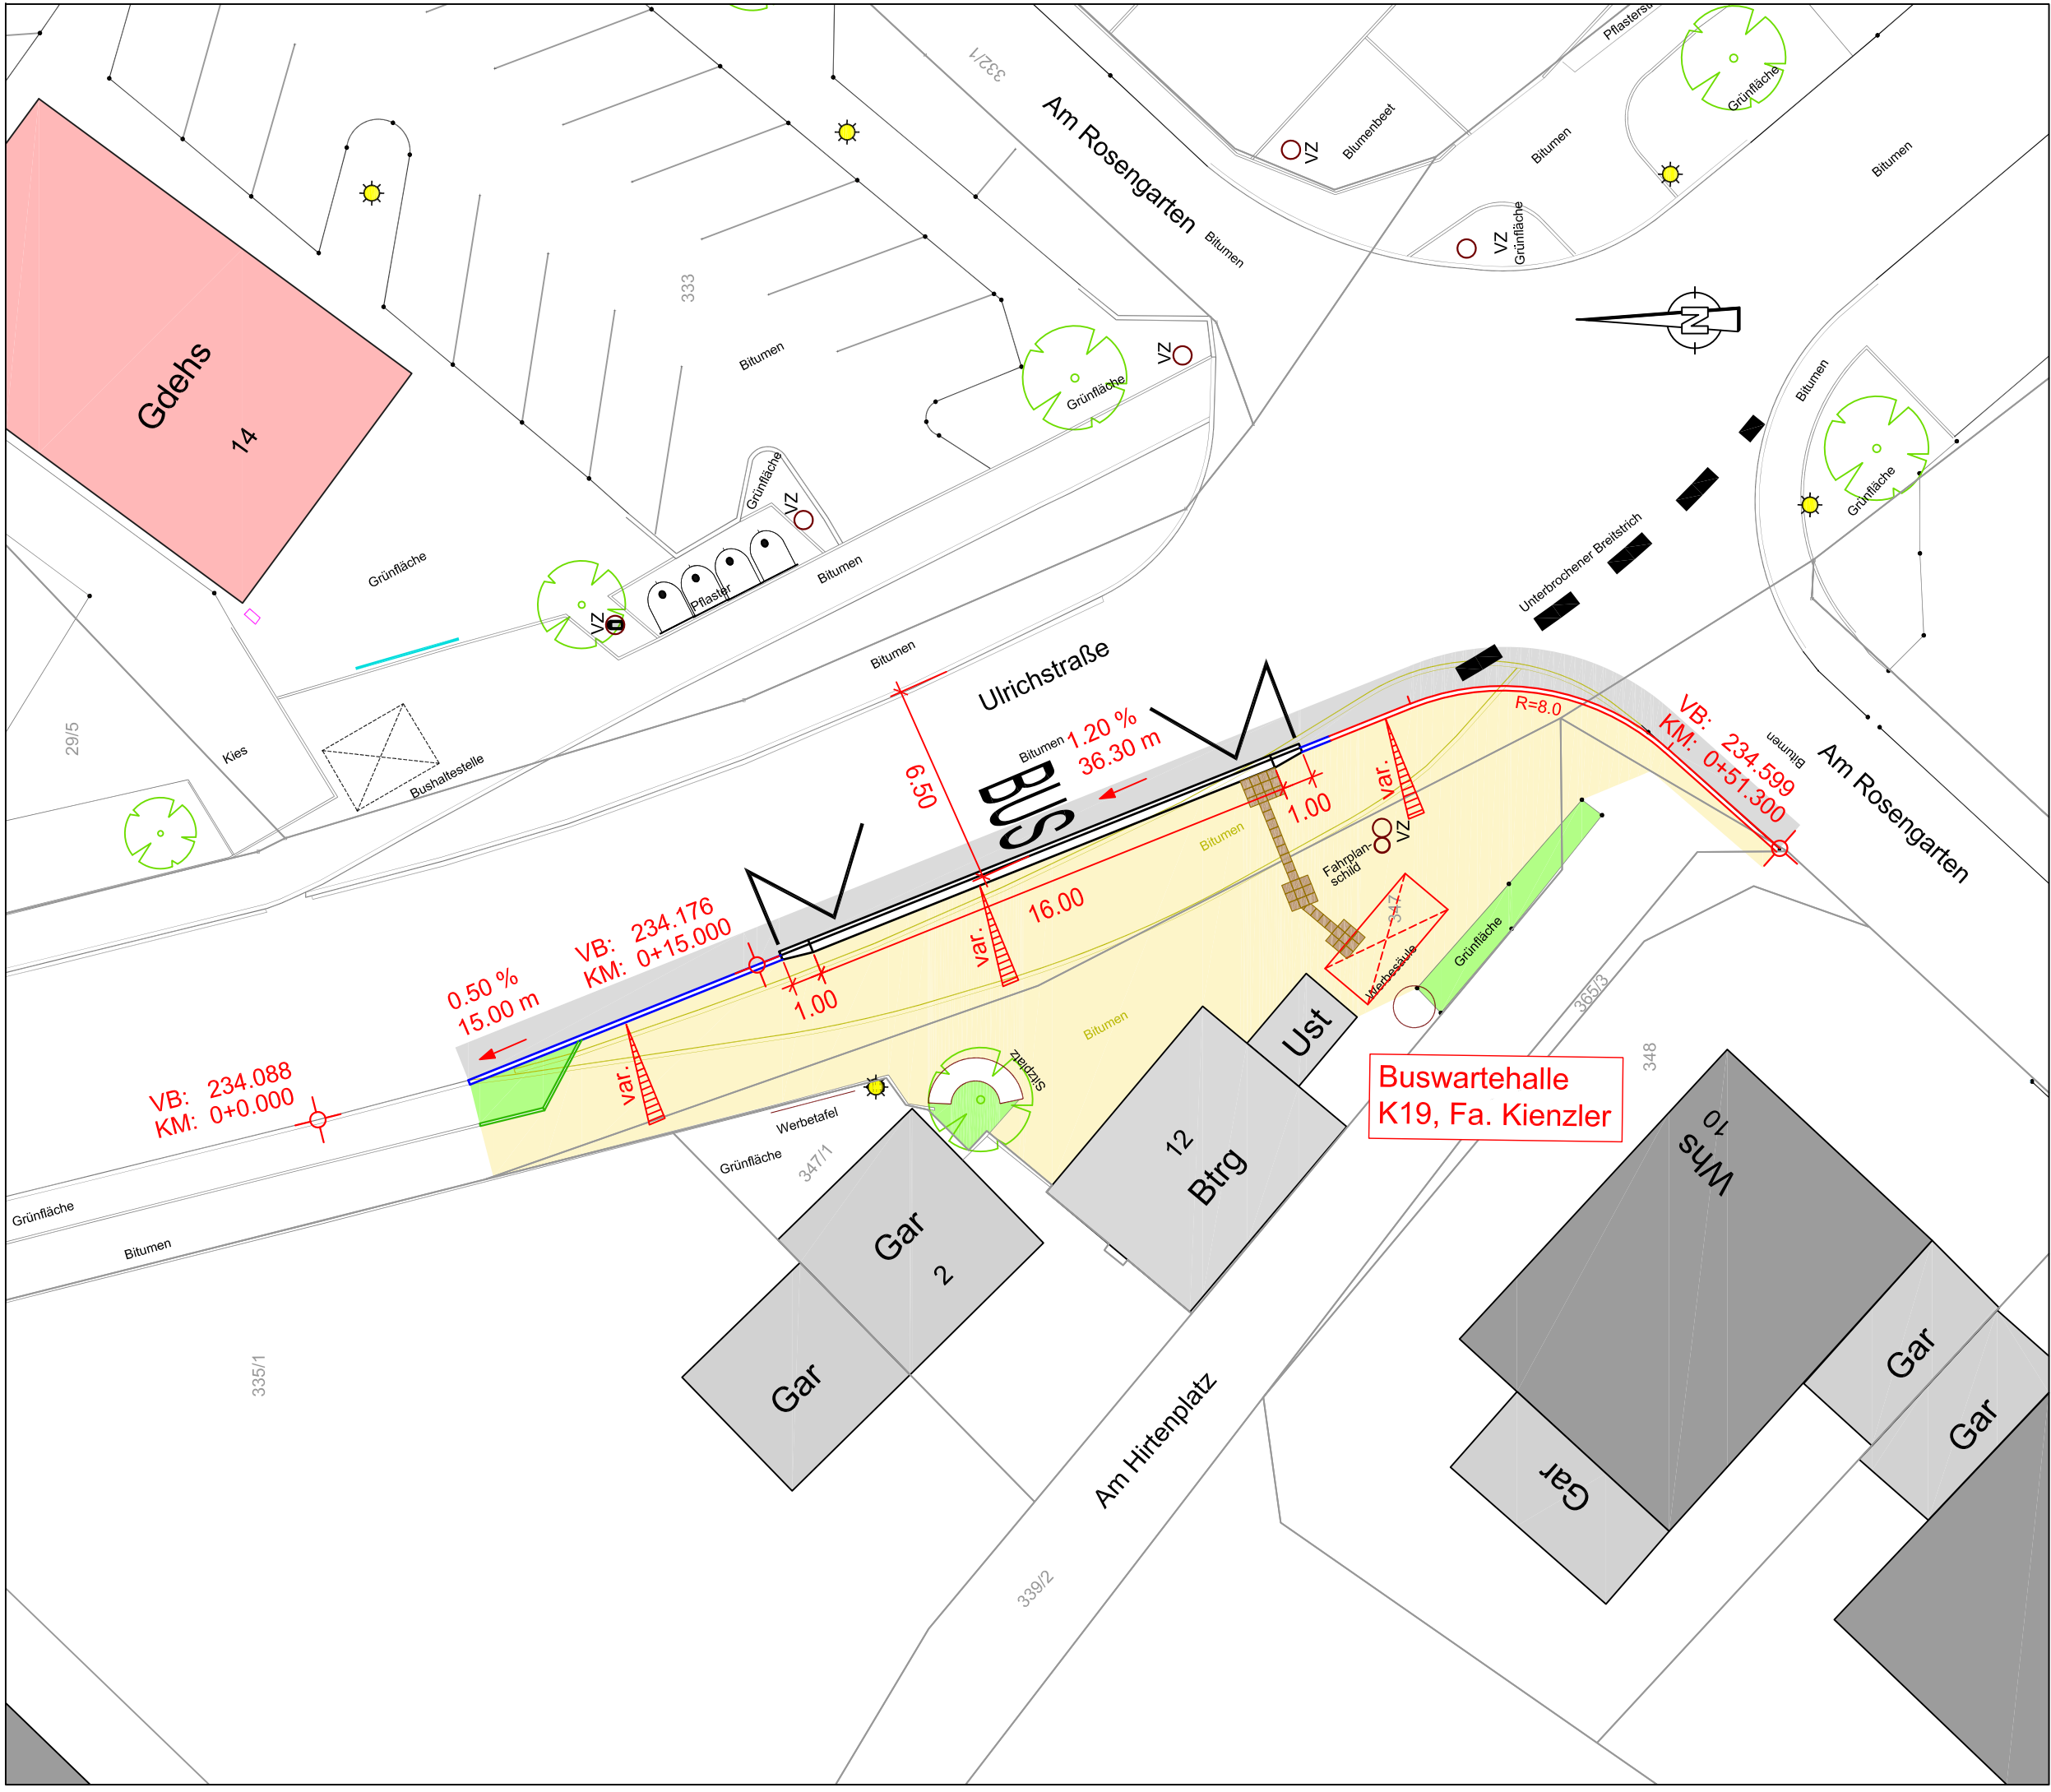 332/1
Am Rosengarten
Bitumen
VZ
Blumenbeet
Bitumen
Grünfläche
Bitumen
VZ
Grünfläche
N
333
Bitumen
Gdehs
14
VZ
Grünfläche
Bitumen
Grünfläche
Grünfläche
VZ
Grünfläche
VZ
Pflaster
Bitumen
Unterbrochener Breitstrich
Bitumen
Ulrichstraße
29/5
Kies
Bushaltestelle
Bitumen
1.20 %
36.30 m
BUS
6.50
R=8.0
VB: 234.599
KM: 0+51.300
Bitumen
Am Rosengarten
var.
1.00
Bitumen
VZ
Fahrplan-
schild
347
16.00
var.
VB: 234.176
KM: 0+15.000
1.00
0.50 %
15.00 m
Werbesäule
Grünfläche
365/3
Bitumen
Ust
VB: 234.088
KM: 0+0.000
var.
Sitzplatz
Werbetafel
Grünfläche
347/1
348
Buswartehalle
K19, Fa. Kienzler
12
Btrg
Whs
10
Grünfläche
Bitumen
Gar
2
Gar
335/1
Gar
Gar
Gar
Am Hirtenplatz
339/2